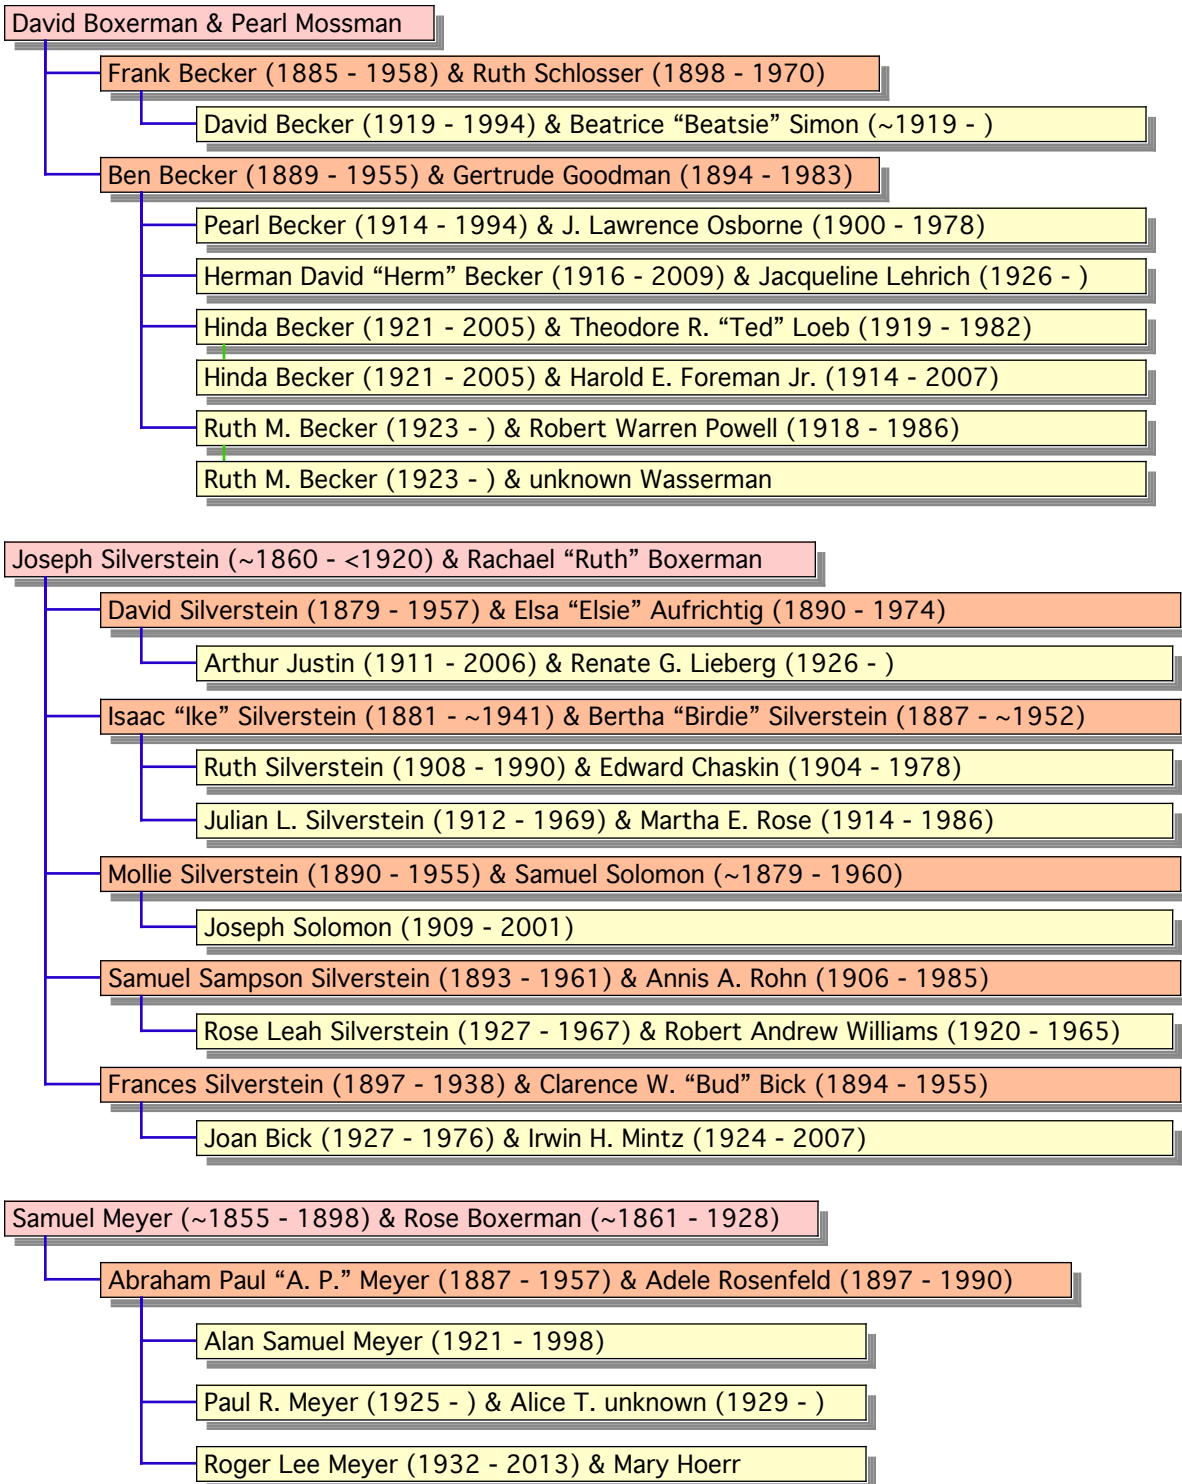 David Boxerman & Pearl Mossman
Frank Becker (1885 - 1958) & Ruth Schlosser (1898 - 1970)
David Becker (1919 - 1994) & Beatrice “Beatsie” Simon (~1919 - )
Ben Becker (1889 - 1955) & Gertrude Goodman (1894 - 1983)
Pearl Becker (1914 - 1994) & J. Lawrence Osborne (1900 - 1978)
Herman David “Herm” Becker (1916 - 2009) & Jacqueline Lehrich (1926 - )
Hinda Becker (1921 - 2005) & Theodore R. “Ted” Loeb (1919 - 1982)
Hinda Becker (1921 - 2005) & Harold E. Foreman Jr. (1914 - 2007)
Ruth M. Becker (1923 - ) & Robert Warren Powell (1918 - 1986)
Ruth M. Becker (1923 - ) & unknown Wasserman
Joseph Silverstein (~1860 - <1920) & Rachael “Ruth” Boxerman
David Silverstein (1879 - 1957) & Elsa “Elsie” Aufrichtig (1890 - 1974)
Arthur Justin (1911 - 2006) & Renate G. Lieberg (1926 - )
Isaac “Ike” Silverstein (1881 - ~1941) & Bertha “Birdie” Silverstein (1887 - ~1952)
Ruth Silverstein (1908 - 1990) & Edward Chaskin (1904 - 1978)
Julian L. Silverstein (1912 - 1969) & Martha E. Rose (1914 - 1986)
Mollie Silverstein (1890 - 1955) & Samuel Solomon (~1879 - 1960)
Joseph Solomon (1909 - 2001)
Samuel Sampson Silverstein (1893 - 1961) & Annis A. Rohn (1906 - 1985)
Rose Leah Silverstein (1927 - 1967) & Robert Andrew Williams (1920 - 1965)
Frances Silverstein (1897 - 1938) & Clarence W. “Bud” Bick (1894 - 1955)
Joan Bick (1927 - 1976) & Irwin H. Mintz (1924 - 2007)
Samuel Meyer (~1855 - 1898) & Rose Boxerman (~1861 - 1928)
Abraham Paul “A. P.” Meyer (1887 - 1957) & Adele Rosenfeld (1897 - 1990)
Alan Samuel Meyer (1921 - 1998)
Paul R. Meyer (1925 - ) & Alice T. unknown (1929 - )
Roger Lee Meyer (1932 - 2013) & Mary Hoerr